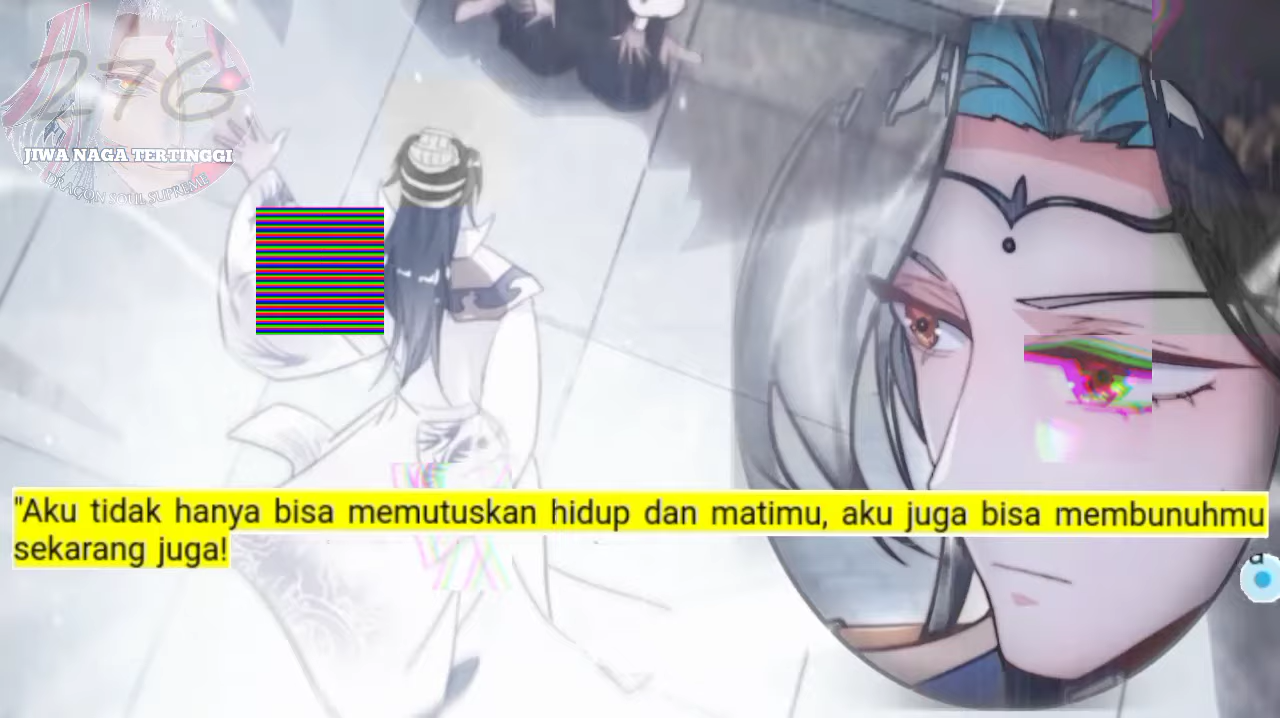 276
JIWA NAGA TERTINGGI
DRAGON SOUL SUPREME
"Aku tidak hanya bisa memutuskan hidup dan matimu, aku juga bisa membunuhmu
sekarang juga!